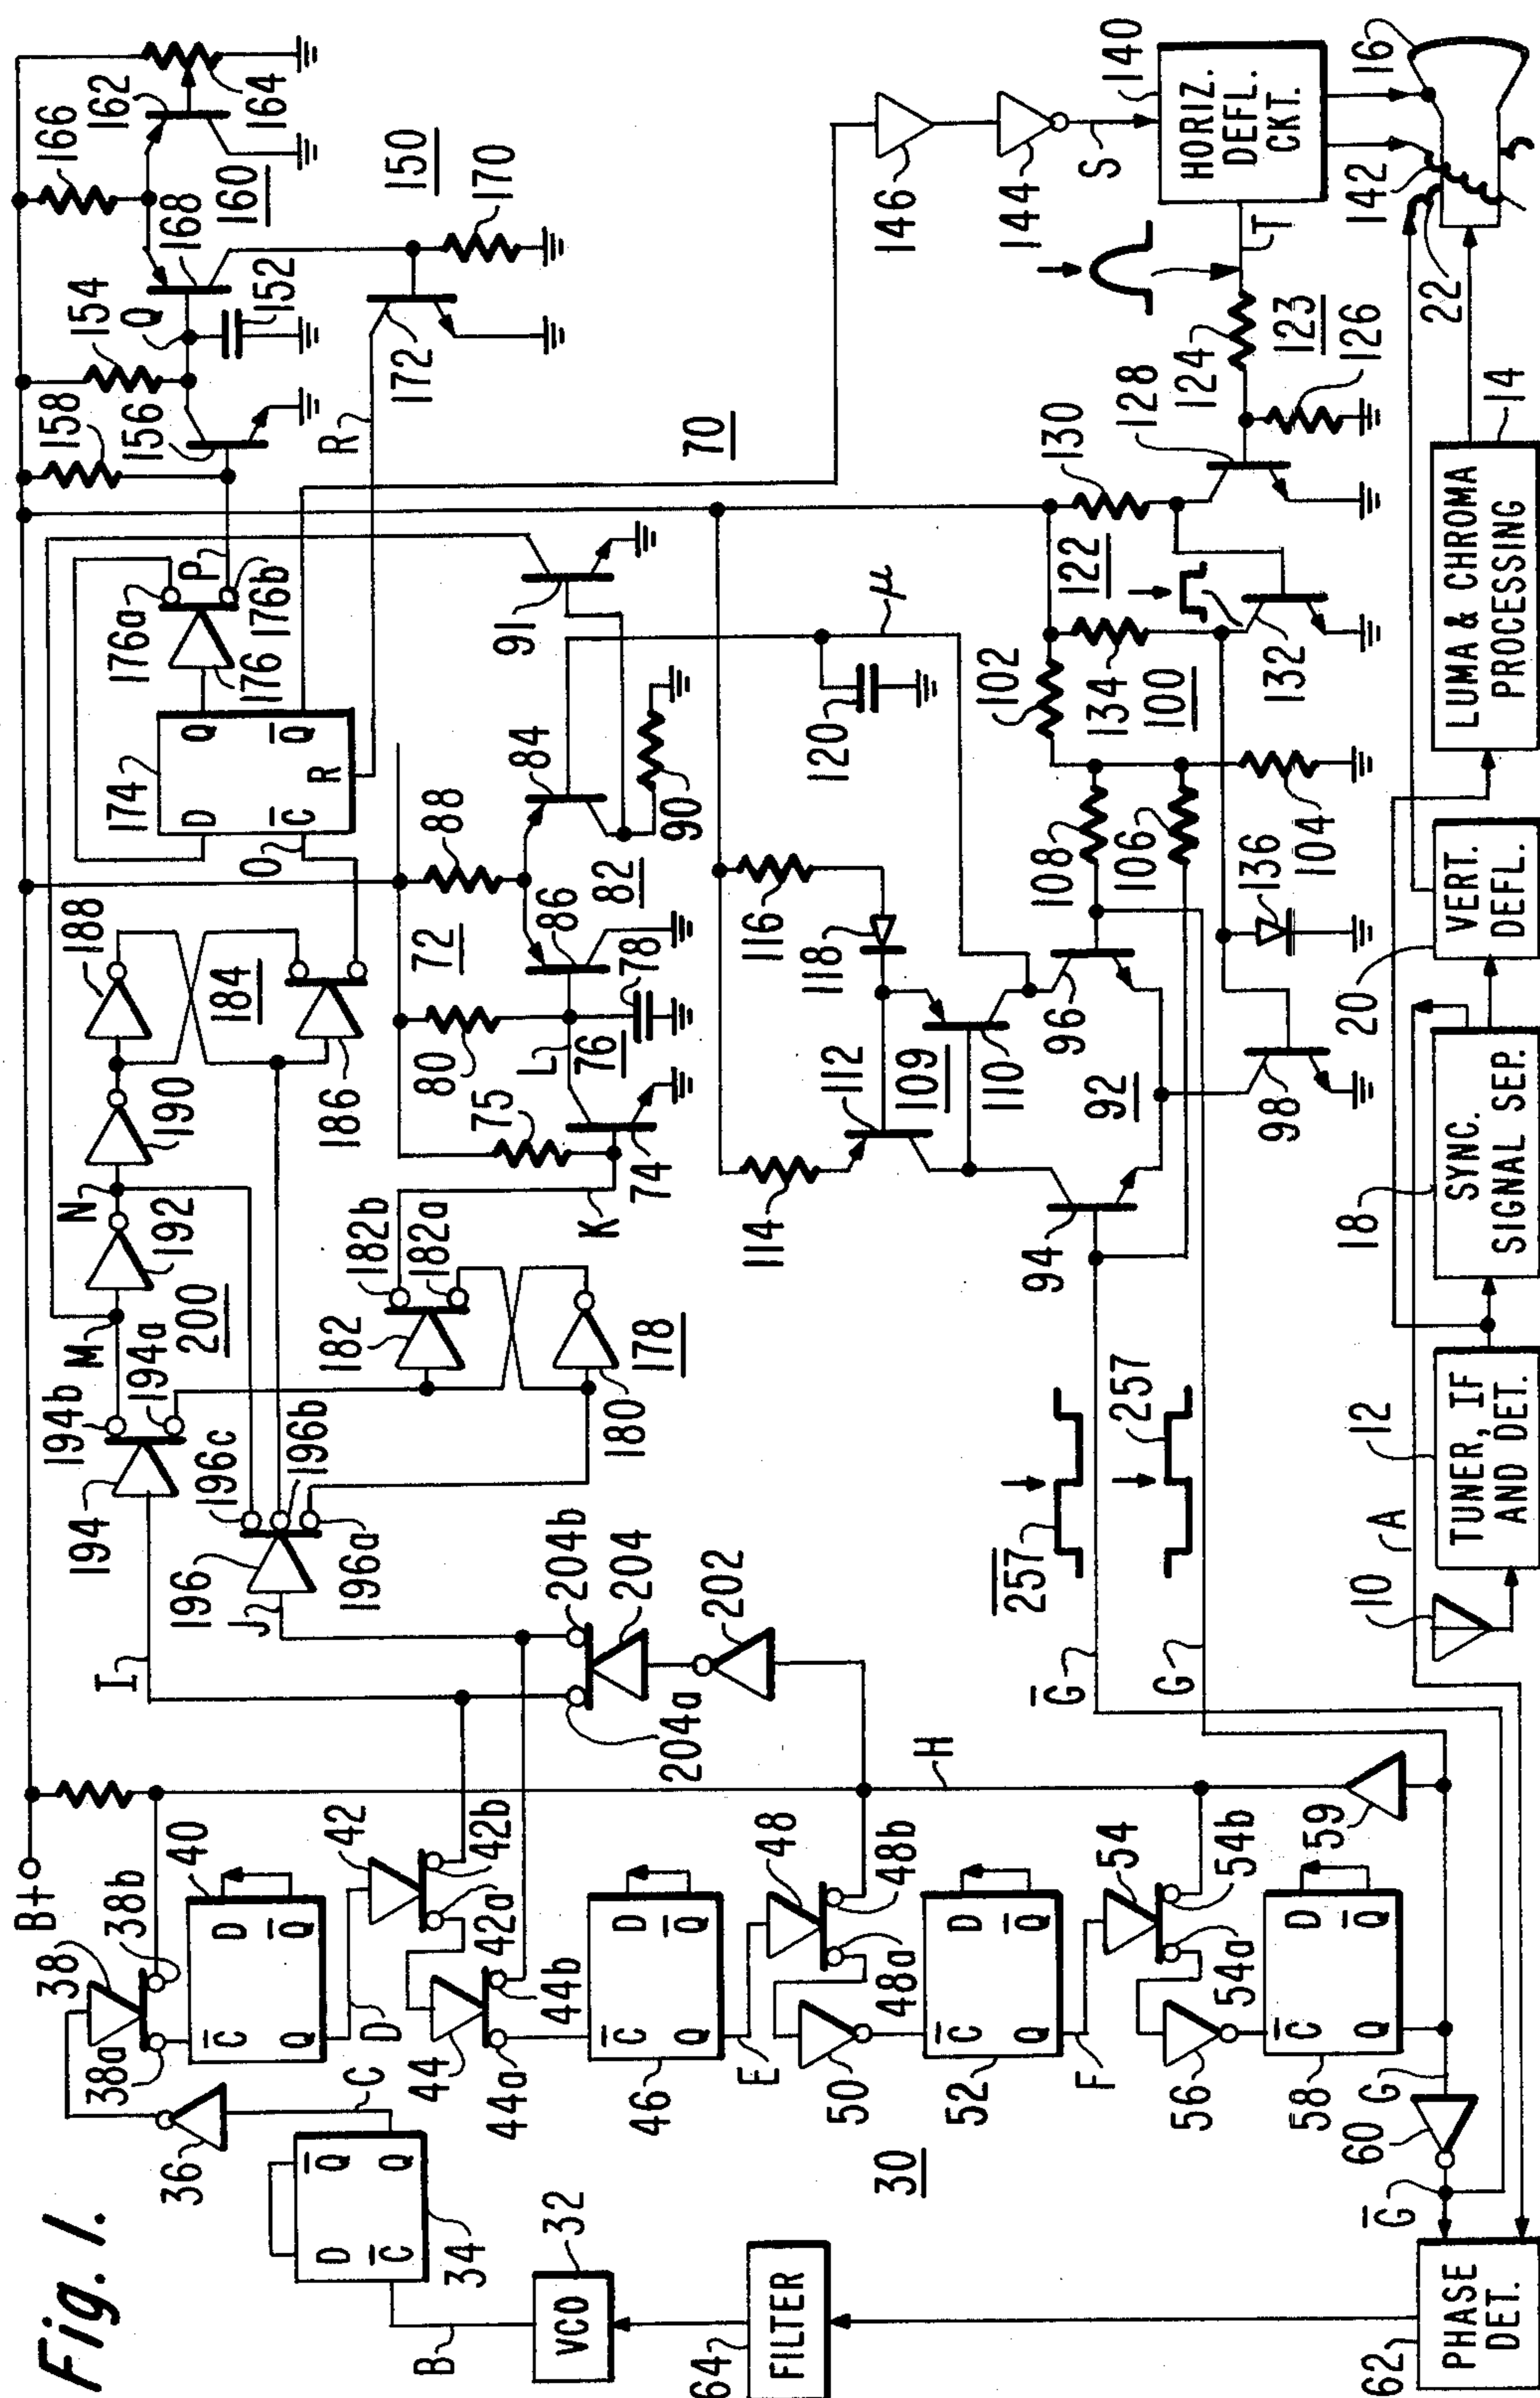 Fig. 1.
B+
38
38b
38a
40
D
C̄
Q̄
Q
36
C
34
D
C̄
Q̄
Q
D
42
42b
42a
44
44b
44a
46
D
C̄
Q̄
Q
E
48
48b
48a
50
52
D
C̄
Q̄
Q
F
54
54b
54a
56
58
D
C̄
Q̄
Q
59
60
G
G̅
H
30
B
32
VCO
64
FILTER
62
PHASE
DET.
I
J
194
194b
194a
196
196c
196b
196a
204b
204
204a
202
M
200
192
N
190
188
184
186
O
182
182b
182a
180
178
K
72
75
74
80
L
76
78
88
86
82
84
90
91
174
D
C̄
Q
Q̄
R
176a
176
176b
P
158
156
154
Q
152
168
160
166
162
164
150
170
172
R
70
146
144
S
140
HORIZ.
DEFL.
CKT.
T
16
142
22
μ
120
116
118
114
112
109
110
96
94
92
98
108
106
104
136
102
134
100
122
132
130
128
124
123
126
257
257
G̅
G
A
10
12
TUNER, IF
AND DET.
18
SYNC.
SIGNAL SEP.
20
VERT.
DEFL.
14
LUMA & CHROMA
PROCESSING